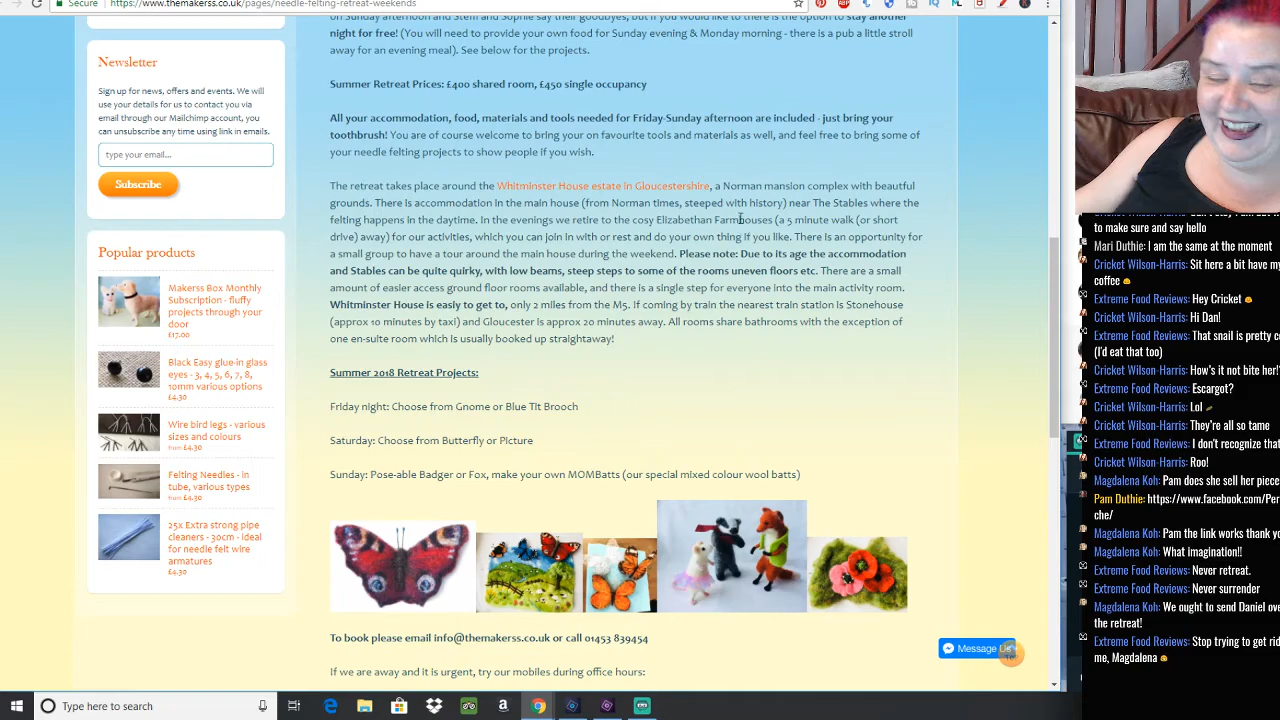 https://www.themakerss.co.uk/pages/needle-felting-retreat-weekends
on Sunday afternoon and Steffi and Sophie say their goodbyes, but if you would like to there is the option to stay another
night for free! (You will need to provide your own food for Sunday evening & Monday morning - there is a pub a little stroll
away for an evening meal). See below for the projects.
Summer Retreat Prices: £400 shared room, £450 single occupancy
All your accommodation, food, materials and tools needed for Friday-Sunday afternoon are included - just bring your
toothbrush! You are of course welcome to bring your on favourite tools and materials as well, and feel free to bring some of
your needle felting projects to show people if you wish.
The retreat takes place around the Whitminster House estate in Gloucestershire, a Norman mansion complex with beautful
grounds. There is accommodation in the main house (from Norman times, steeped with history) near The Stables where the
felting happens in the daytime. In the evenings we retire to the cosy Elizabethan Farmhouses (a 5 minute walk (or short
drive) away) for our activities, which you can join in with or rest and do your own thing if you like. There is an opportunity for
a small group to have a tour around the main house during the weekend. Please note: Due to its age the accommodation
and Stables can be quite quirky, with low beams, steep steps to some of the rooms uneven floors etc. There are a small
amount of easier access ground floor rooms available, and there is a single step for everyone into the main activity room.
Whitminster House is easy to get to, only 2 miles from the M5. If coming by train the nearest train station is Stonehouse
(approx 10 minutes by taxi) and Gloucester is approx 20 minutes away. All rooms share bathrooms with the exception of
one en-suite room which is usually booked up straightaway!
Summer 2018 Retreat Projects:
Friday night: Choose from Gnome or Blue Tit Brooch
Saturday: Choose from Butterfly or Picture
Sunday: Pose-able Badger or Fox, make your own MOMBatts (our special mixed colour wool batts)
To book please email info@themakerss.co.uk or call 01453 839454
If we are away and it is urgent, try our mobiles during office hours:
Newsletter
Sign up for news, offers and events. We will
use your details for us to contact you via
email through our Mailchimp account, you
can unsubscribe any time using link in emails.
type your email...
Subscribe
Popular products
Makerss Box Monthly
Subscription - fluffy
projects through your
door
£17.00
Black Easy glue-in glass
eyes - 3, 4, 5, 6, 7, 8,
10mm various options
£4.30
Wire bird legs - various
sizes and colours
from £4.30
Felting Needles - in
tube, various types
from £4.30
25x Extra strong pipe
cleaners - 30cm - ideal
for needle felt wire
armatures
£4.30
Message Us
to make sure and say hello
Mari Duthie: I am the same at the moment
Cricket Wilson-Harris: Sit here a bit have my
coffee
Extreme Food Reviews: Hey Cricket
Cricket Wilson-Harris: Hi Dan!
Extreme Food Reviews: That snail is pretty c
(I'd eat that too)
Cricket Wilson-Harris: How's it not bite her!
Extreme Food Reviews: Escargot?
Cricket Wilson-Harris: Lol
Cricket Wilson-Harris: They're all so tame
Extreme Food Reviews: I don't recognize tha
Cricket Wilson-Harris: Roo!
Magdalena Koh: Pam does she sell her piece
Pam Duthie: https://www.facebook.com/Per
che/
Magdalena Koh: Pam the link works thank yo
Magdalena Koh: What imagination!!
Extreme Food Reviews: Never retreat.
Extreme Food Reviews: Never surrender
Magdalena Koh: We ought to send Daniel ove
the retreat!
Extreme Food Reviews: Stop trying to get rid
me, Magdalena
Type here to search